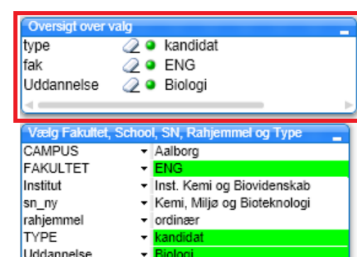 Oversigt over valg
type kandidat
fak ENG
Uddannelse Biologi
Vælg Fakultet, School, SN, Rahjemmel og Type
CAMPUS Aalborg
FAKULTET ENG
Institut Inst. Kemi og Biovidenskab
sn_ny Kemi, Miljø og Bioteknologi
rahjemmel ordinær
TYPE kandidat
Uddannelse Biologi